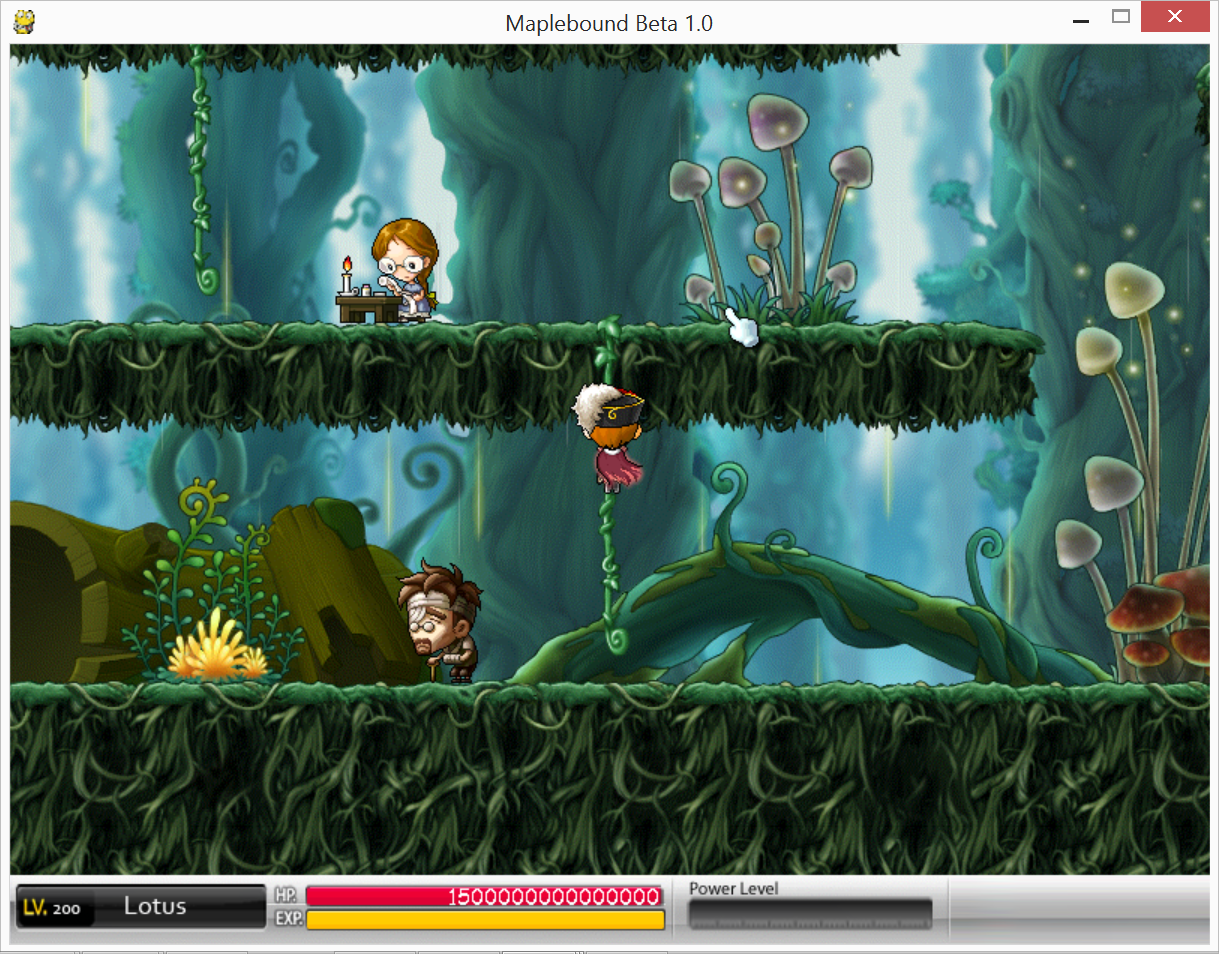 Maplebound Beta 1.0
LV. 200 Lotus
HP. 1500000000000000
EXP.
Power Level